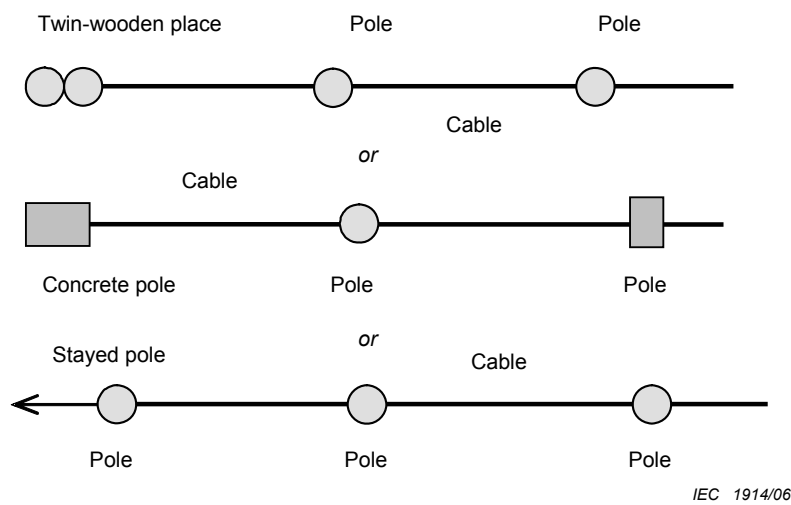 Twin-wooden place Pole Pole
Cable
or
Cable
Concrete pole Pole Pole
or
Stayed pole Cable
Pole Pole Pole
IEC 1914/06